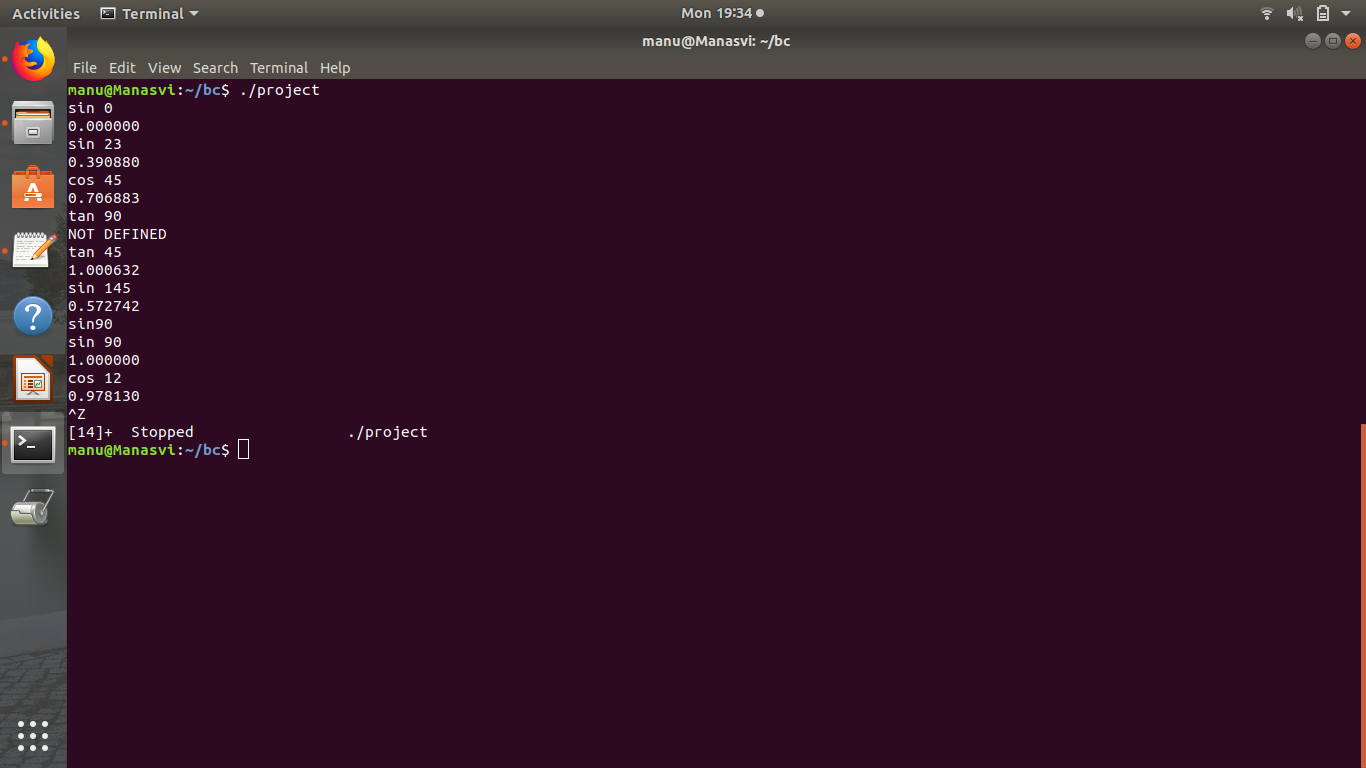 Activities Terminal Mon 19:34
manu@Manasvi: ~/bc
File Edit View Search Terminal Help
manu@Manasvi:~/bc$ ./project
sin 0
0.000000
sin 23
0.390880
cos 45
0.706883
tan 90
NOT DEFINED
tan 45
1.000632
sin 145
0.572742
sin90
sin 90
1.000000
cos 12
0.978130
^Z
[14]+  Stopped                 ./project
manu@Manasvi:~/bc$